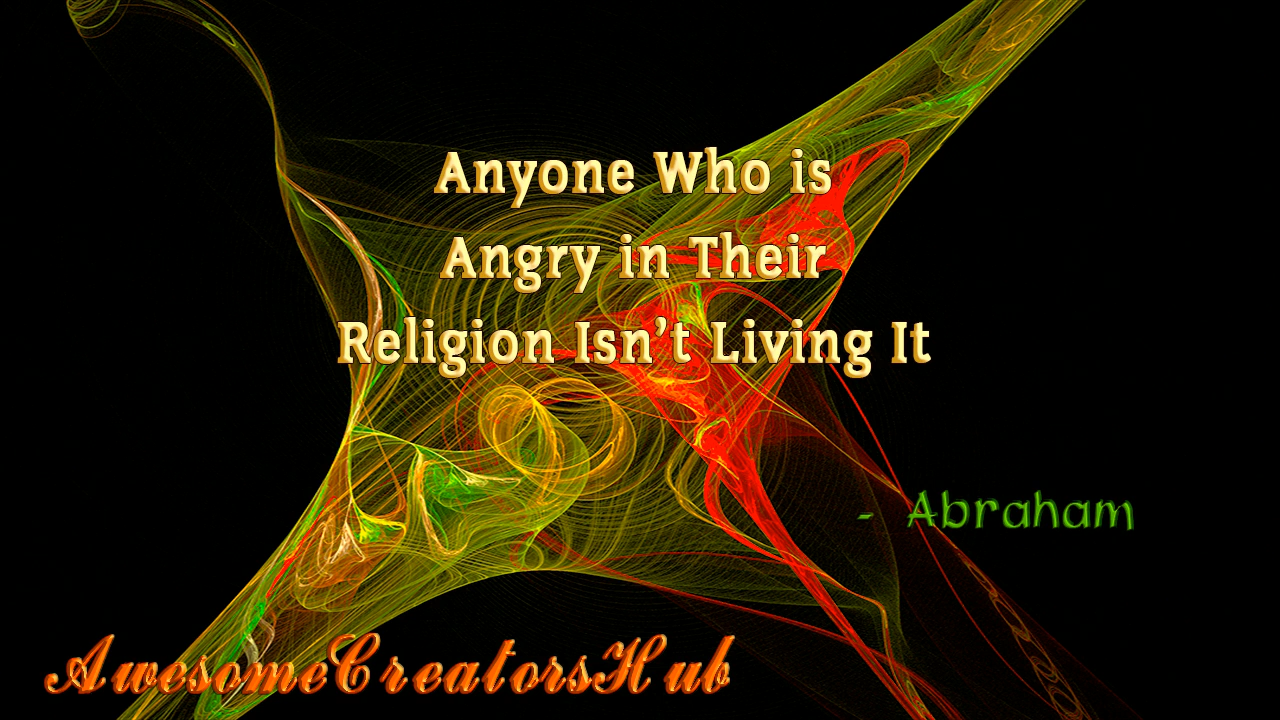 Anyone Who is
Angry in Their
Religion Isn’t Living It
- Abraham
AwesomeCreatorsHub